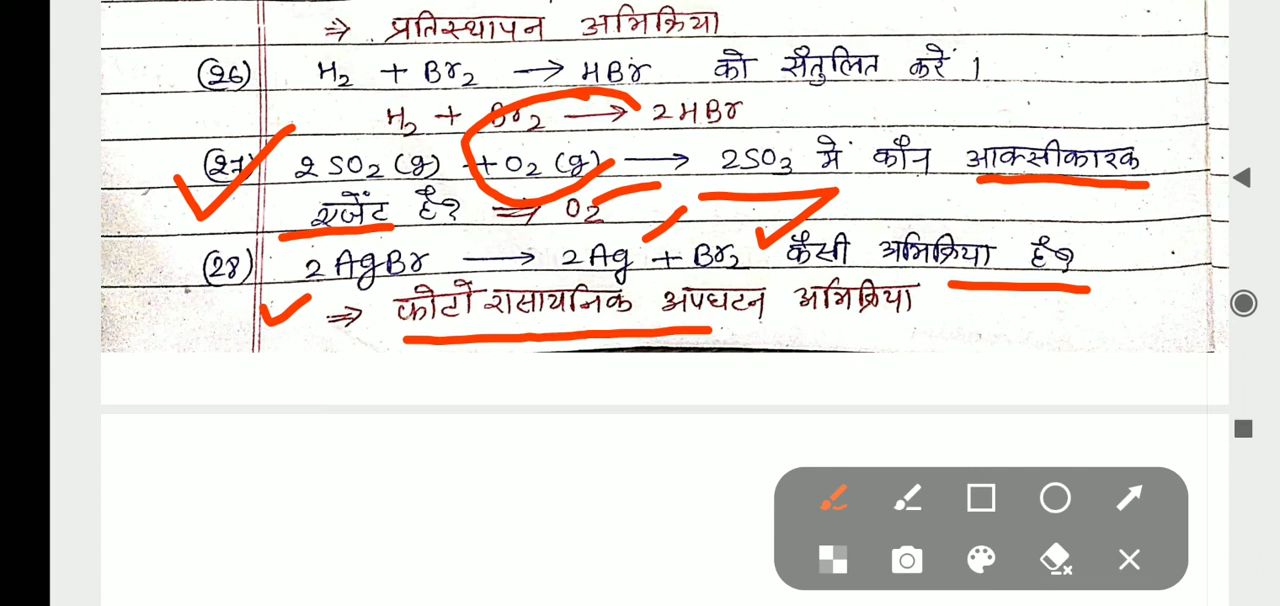 ⇒ प्रतिस्थापन अभिक्रिया
(26) H₂ + Br₂ → HBr को संतुलित करें ।
H₂ + Br₂ → 2HBr
(27) 2SO₂(g) + O₂(g) → 2SO₃ में कौन आक्सीकारक
एजेंट है? ⇒ O₂
(28) 2AgBr → 2Ag + Br₂ कैसी अभिक्रिया है?
⇒ फोटो रासायनिक अपघटन अभिक्रिया